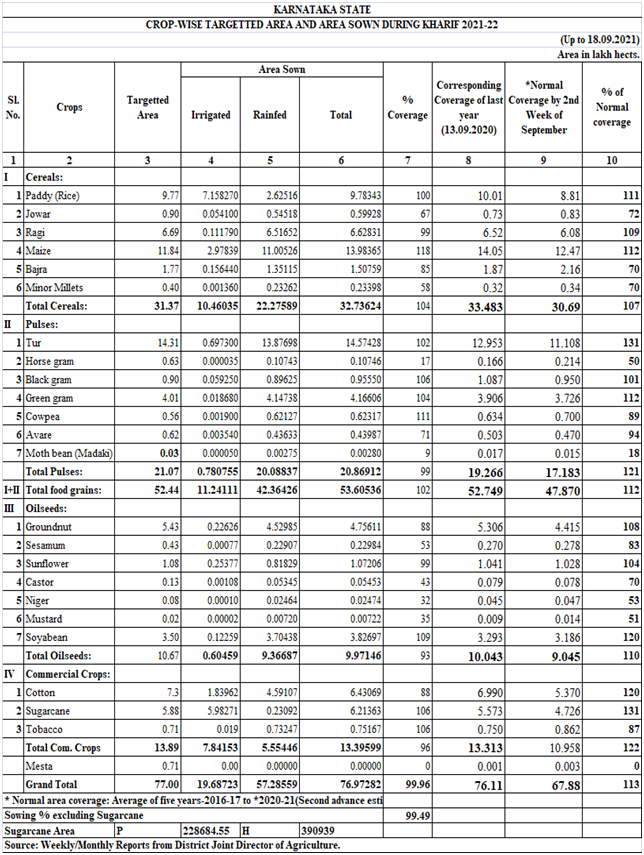 KARNATAKA STATE
CROP-WISE TARGETTED AREA AND AREA SOWN DURING KHARIF 2021-22
(Up to 18.09.2021)
Area in lakh hects.
Sl. No. Crops Targetted Area Area Sown Irrigated Rainfed Total % Coverage Corresponding Coverage of last year (13.09.2020) *Normal Coverage by 2nd Week of September % of Normal coverage
1 2 3 4 5 6 7 8 9 10
I Cereals:
1 Paddy (Rice) 9.77 7.158270 2.62516 9.78343 100 10.01 8.81 111
2 Jowar 0.90 0.054100 0.54518 0.59928 67 0.73 0.83 72
3 Ragi 6.69 0.111790 6.51652 6.62831 99 6.52 6.08 109
4 Maize 11.84 2.97839 11.00526 13.98365 118 14.05 12.47 112
5 Bajra 1.77 0.156440 1.35115 1.50759 85 1.87 2.16 70
6 Minor Millets 0.40 0.001360 0.23262 0.23398 58 0.32 0.34 70
Total Cereals: 31.37 10.46035 22.27589 32.73624 104 33.483 30.69 107
II Pulses:
1 Tur 14.31 0.697300 13.87698 14.57428 102 12.953 11.108 131
2 Horse gram 0.63 0.000035 0.10743 0.10746 17 0.166 0.214 50
3 Black gram 0.90 0.059250 0.89625 0.95550 106 1.087 0.950 101
4 Green gram 4.01 0.018680 4.14738 4.16606 104 3.906 3.726 112
5 Cowpea 0.56 0.001900 0.62127 0.62317 111 0.634 0.700 89
6 Avare 0.62 0.003540 0.43633 0.43987 71 0.503 0.470 94
7 Moth bean (Madaki) 0.03 0.000050 0.00275 0.00280 9 0.017 0.015 18
Total Pulses: 21.07 0.780755 20.08837 20.86912 99 19.266 17.183 121
I+II Total food grains: 52.44 11.24111 42.36426 53.60536 102 52.749 47.870 112
III Oilseeds:
1 Groundnut 5.43 0.22626 4.52985 4.75611 88 5.306 4.415 108
2 Sesamum 0.43 0.00077 0.22907 0.22984 53 0.270 0.278 83
3 Sunflower 1.08 0.25377 0.81829 1.07206 99 1.041 1.028 104
4 Castor 0.13 0.00108 0.05345 0.05453 43 0.079 0.078 70
5 Niger 0.08 0.00010 0.02464 0.02474 32 0.045 0.047 53
6 Mustard 0.02 0.00002 0.00720 0.00722 35 0.009 0.014 51
7 Soyabean 3.50 0.12259 3.70438 3.82697 109 3.293 3.186 120
Total Oilseeds: 10.67 0.60459 9.36687 9.97146 93 10.043 9.045 110
IV Commercial Crops:
1 Cotton 7.3 1.83962 4.59107 6.43069 88 6.990 5.370 120
2 Sugarcane 5.88 5.98271 0.23092 6.21363 106 5.573 4.726 131
3 Tobacco 0.71 0.019 0.73247 0.75167 106 0.750 0.862 87
Total Com. Crops 13.89 7.84153 5.55446 13.39599 96 13.313 10.958 122
Mesta 0.71 0.00 0.00000 0.00000 0 0.001 0.003 0
Grand Total 77.00 19.68723 57.28559 76.97282 99.96 76.11 67.88 113
* Normal area coverage: Average of five years-2016-17 to *2020-21(Second advance esti
Sowing % excluding Sugarcane 99.49
Sugarcane Area P 228684.55 H 390939
Source: Weekly/Monthly Reports from District Joint Director of Agriculture.